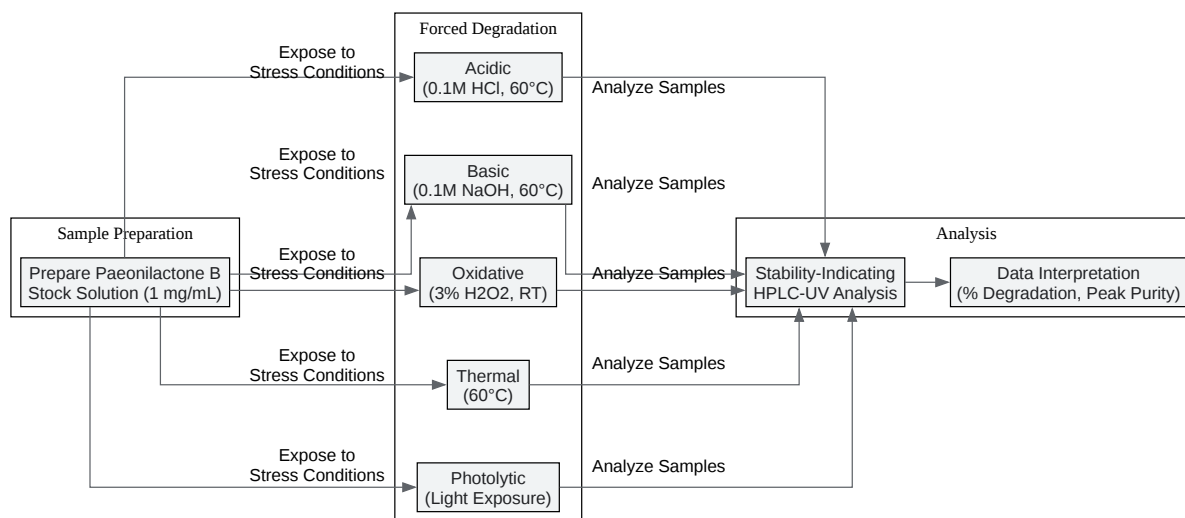 Forced Degradation
Expose to
Stress Conditions
Acidic
(0.1M HCl, 60°C)
Analyze Samples
Expose to
Stress Conditions
Basic
(0.1M NaOH, 60°C)
Analyze Samples
Sample Preparation
Analysis
Prepare Paeonilactone B
Stock Solution (1 mg/mL)
Expose to
Stress Conditions
Oxidative
(3% H2O2, RT)
Analyze Samples
Stability-Indicating
HPLC-UV Analysis
Data Interpretation
(% Degradation, Peak Purity)
Expose to
Stress Conditions
Thermal
(60°C)
Analyze Samples
Expose to
Stress Conditions
Photolytic
(Light Exposure)
Analyze Samples